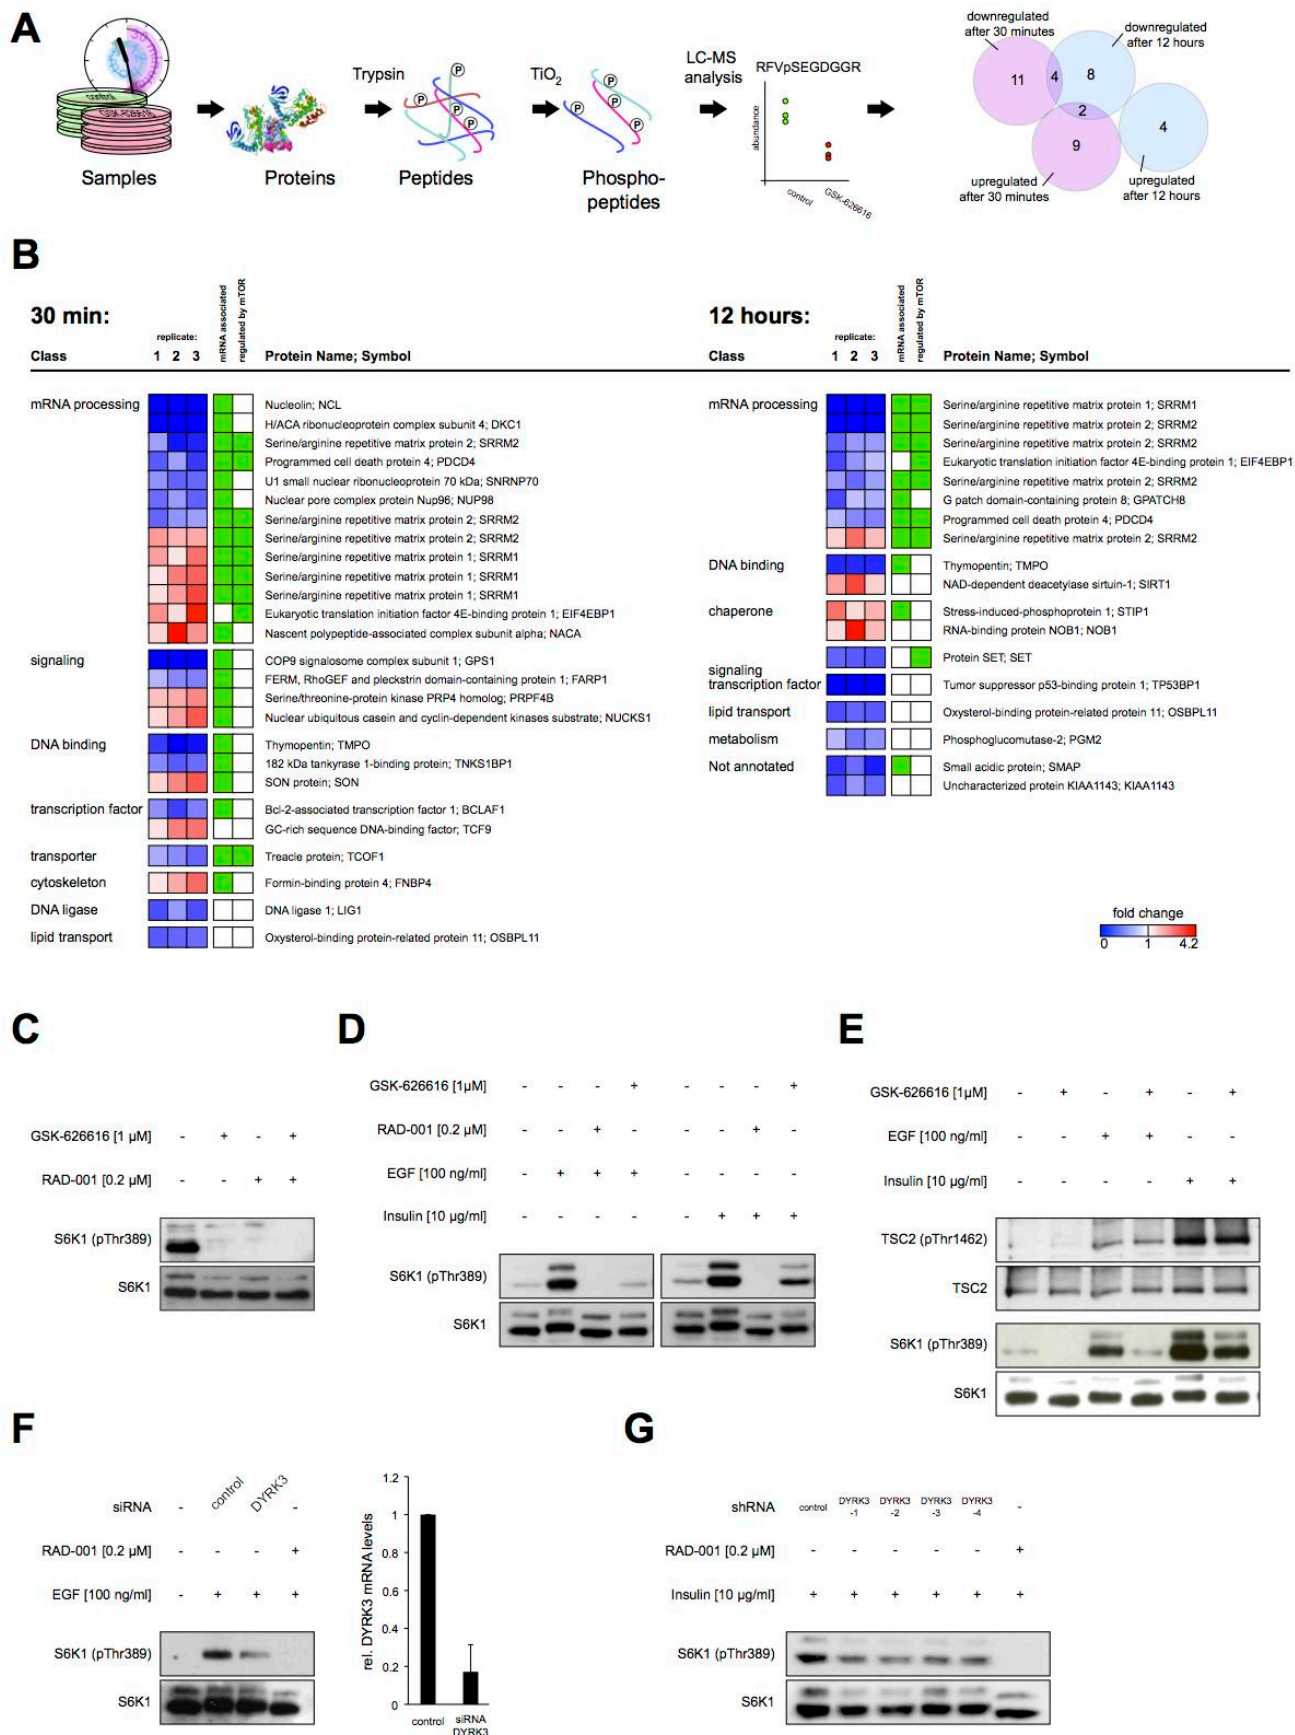 A
control
GSK-626616
Samples
Proteins
Trypsin
P
P
P
P
Peptides
TiO2
P
P
P
Phospho-
peptides
LC-MS
analysis
RFVpSEGDGGR
abundance
control
GSK-626616
downregulated
after 30 minutes
downregulated
after 12 hours
11
4
8
2
4
9
upregulated
after 30 minutes
upregulated
after 12 hours
B
30 min:
replicate:
mRNA associated
regulated by mTOR
Class
1 2 3
Protein Name; Symbol
mRNA processing
Nucleolin; NCL
H/ACA ribonucleoprotein complex subunit 4; DKC1
Serine/arginine repetitive matrix protein 2; SRRM2
Programmed cell death protein 4; PDCD4
U1 small nuclear ribonucleoprotein 70 kDa; SNRNP70
Nuclear pore complex protein Nup96; NUP98
Serine/arginine repetitive matrix protein 2; SRRM2
Serine/arginine repetitive matrix protein 2; SRRM2
Serine/arginine repetitive matrix protein 1; SRRM1
Serine/arginine repetitive matrix protein 1; SRRM1
Serine/arginine repetitive matrix protein 1; SRRM1
Eukaryotic translation initiation factor 4E-binding protein 1; EIF4EBP1
Nascent polypeptide-associated complex subunit alpha; NACA
signaling
COP9 signalosome complex subunit 1; GPS1
FERM, RhoGEF and pleckstrin domain-containing protein 1; FARP1
Serine/threonine-protein kinase PRP4 homolog; PRPF4B
Nuclear ubiquitous casein and cyclin-dependent kinases substrate; NUCKS1
DNA binding
Thymopentin; TMPO
182 kDa tankyrase 1-binding protein; TNKS1BP1
SON protein; SON
transcription factor
Bcl-2-associated transcription factor 1; BCLAF1
GC-rich sequence DNA-binding factor; TCF9
transporter
Treacle protein; TCOF1
cytoskeleton
Formin-binding protein 4; FNBP4
DNA ligase
DNA ligase 1; LIG1
lipid transport
Oxysterol-binding protein-related protein 11; OSBPL11
12 hours:
replicate:
mRNA associated
regulated by mTOR
Class
1 2 3
Protein Name; Symbol
mRNA processing
Serine/arginine repetitive matrix protein 1; SRRM1
Serine/arginine repetitive matrix protein 2; SRRM2
Serine/arginine repetitive matrix protein 2; SRRM2
Eukaryotic translation initiation factor 4E-binding protein 1; EIF4EBP1
Serine/arginine repetitive matrix protein 2; SRRM2
G patch domain-containing protein 8; GPATCH8
Programmed cell death protein 4; PDCD4
Serine/arginine repetitive matrix protein 2; SRRM2
DNA binding
Thymopentin; TMPO
NAD-dependent deacetylase sirtuin-1; SIRT1
chaperone
Stress-induced-phosphoprotein 1; STIP1
RNA-binding protein NOB1; NOB1
signaling
Protein SET; SET
transcription factor
Tumor suppressor p53-binding protein 1; TP53BP1
lipid transport
Oxysterol-binding protein-related protein 11; OSBPL11
metabolism
Phosphoglucomutase-2; PGM2
Not annotated
Small acidic protein; SMAP
Uncharacterized protein KIAA1143; KIAA1143
fold change
0 1 4.2
C
GSK-626616 [1 µM] - + - +
RAD-001 [0.2 µM] - - + +
S6K1 (pThr389)
S6K1
D
GSK-626616 [1µM] - - - + - - - +
RAD-001 [0.2 µM] - - + - - - + -
EGF [100 ng/ml] - + + + - - - -
Insulin [10 µg/ml] - - - - - + + +
S6K1 (pThr389)
S6K1
E
GSK-626616 [1µM] - + - + - +
EGF [100 ng/ml] - - + + - -
Insulin [10 µg/ml] - - - - + +
TSC2 (pThr1462)
TSC2
S6K1 (pThr389)
S6K1
F
siRNA - control DYRK3 -
RAD-001 [0.2 µM] - - - +
EGF [100 ng/ml] - + + +
S6K1 (pThr389)
S6K1
rel. DYRK3 mRNA levels
1.2
1
0.8
0.6
0.4
0.2
0
control
siRNA
DYRK3
G
shRNA control DYRK3 -1 DYRK3 -2 DYRK3 -3 DYRK3 -4 -
RAD-001 [0.2 µM] - - - - - +
Insulin [10 µg/ml] + + + + + +
S6K1 (pThr389)
S6K1